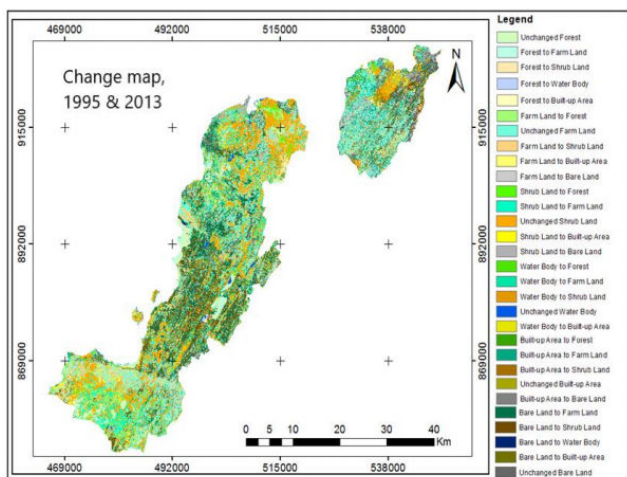 469000 492000 515000 538000
Legend
Change map,
1995 & 2013
N
915000 915000
892000 892000
869000 869000
0 5 10 20 30 40
Km
469000 492000 515000 538000
Unchanged Forest
Forest to Farm Land
Forest to Shrub Land
Forest to Water Body
Forest to Built-up Area
Farm Land to Forest
Unchanged Farm Land
Farm Land to Shrub Land
Farm Land to Built-up Area
Farm Land to Bare Land
Shrub Land to Forest
Shrub Land to Farm Land
Unchanged Shrub Land
Shrub Land to Built-up Area
Shrub Land to Bare Land
Water Body to Forest
Water Body to Farm Land
Water Body to Shrub Land
Unchanged Water Body
Water Body to Built-up Area
Built-up Area to Forest
Built-up Area to Farm Land
Built-up Area to Shrub Land
Unchanged Built-up Area
Built-up Area to Bare Land
Bare Land to Farm Land
Bare Land to Shrub Land
Bare Land to Water Body
Bare Land to Built-up Area
Unchanged Bare Land